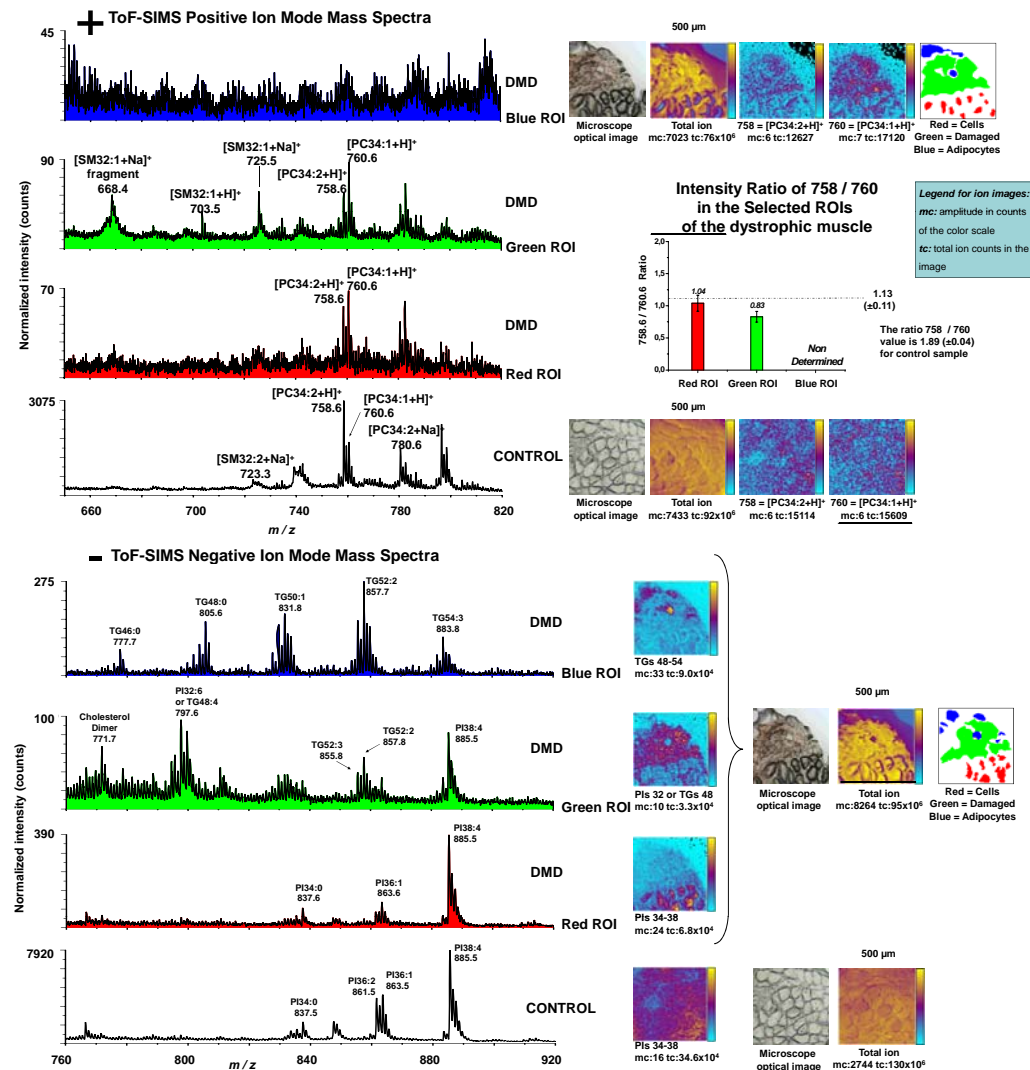 + ToF-SIMS Positive Ion Mode Mass Spectra
45
DMD
Blue ROI
90
[SM32:1+Na]⁺
fragment
668.4
[SM32:1+H]⁺
703.5
[SM32:1+Na]⁺
725.5
[PC34:2+H]⁺
758.6
[PC34:1+H]⁺
760.6
DMD
Green ROI
70
[PC34:2+H]⁺
758.6
[PC34:1+H]⁺
760.6
DMD
Red ROI
3075
[SM32:2+Na]⁺
723.3
[PC34:2+H]⁺
758.6
[PC34:1+H]⁺
760.6
[PC34:2+Na]⁺
780.6
CONTROL
Normalized intensity (counts)
660 700 740 760 780 820
m / z
500 µm
Microscope
optical image
Total ion
mc:7023 tc:76x10⁶
758 = [PC34:2+H]⁺
mc:6 tc:12627
760 = [PC34:1+H]⁺
mc:7 tc:17120
Red = Cells
Green = Damaged
Blue = Adipocytes
Intensity Ratio of 758 / 760
in the Selected ROIs
of the dystrophic muscle
758.6 / 760.6 Ratio
2,0
1,5
1,0
0,5
0,0
1.04
0.83
Non
Determined
Red ROI Green ROI Blue ROI
1.13
(±0.11)
The ratio 758 / 760
value is 1.89 (±0.04)
for control sample
Legend for ion images:
mc: amplitude in counts
of the color scale
tc: total ion counts in the
image
500 µm
Microscope
optical image
Total ion
mc:7433 tc:92x10⁶
758 = [PC34:2+H]⁺
mc:6 tc:15114
760 = [PC34:1+H]⁺
mc:6 tc:15609
- ToF-SIMS Negative Ion Mode Mass Spectra
275
TG46:0
777.7
TG48:0
805.6
TG50:1
831.8
TG52:2
857.7
TG54:3
883.8
DMD
Blue ROI
100
Cholesterol
Dimer
771.7
PI32:6
or TG48:4
797.6
TG52:3
855.8
TG52:2
857.8
PI38:4
885.5
DMD
Green ROI
390
PI34:0
837.6
PI36:1
863.6
PI38:4
885.5
DMD
Red ROI
7920
PI34:0
837.5
PI36:2
861.5
PI36:1
863.5
PI38:4
885.5
CONTROL
Normalized intensity (counts)
760 800 840 880 920
m / z
TGs 48-54
mc:33 tc:9.0x10⁴
PIs 32 or TGs 48
mc:10 tc:3.3x10⁴
PIs 34-38
mc:24 tc:6.8x10⁴
PIs 34-38
mc:16 tc:34.6x10⁴
500 µm
Microscope
optical image
Total ion
mc:8264 tc:95x10⁶
Red = Cells
Green = Damaged
Blue = Adipocytes
500 µm
Microscope
optical image
Total ion
mc:2744 tc:130x10⁶